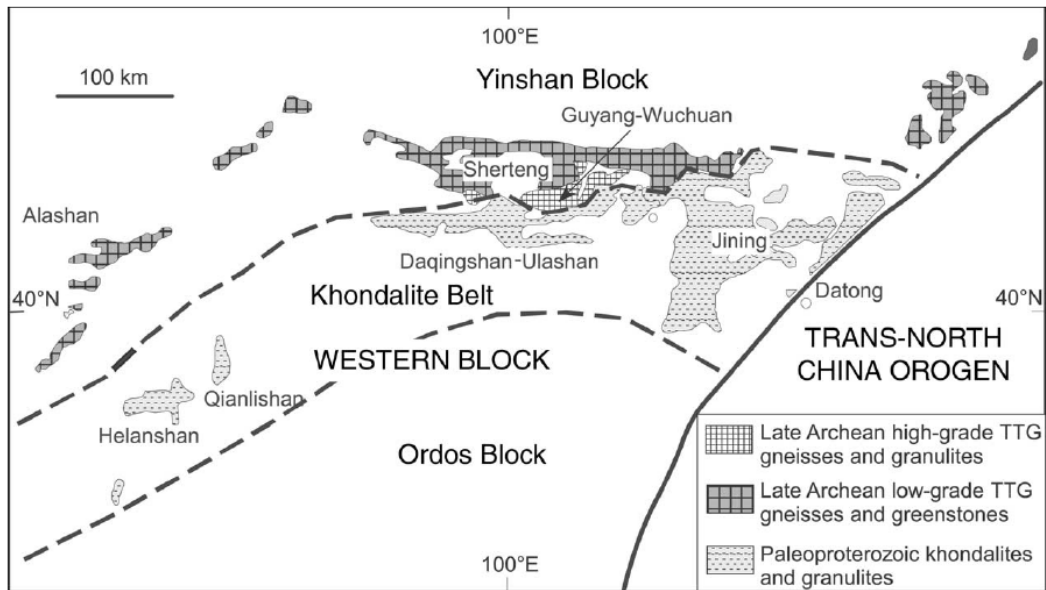 100°E
Yinshan Block
100 km
Guyang-Wuchuan
Sherteng
Alashan
Jining
Daqingshan-Ulashan
Khondalite Belt
Datong
40°N
40°N
WESTERN BLOCK
TRANS-NORTH
CHINA OROGEN
Qianlishan
Helanshan
Ordos Block
Late Archean high-grade TTG
gneisses and granulites
Late Archean low-grade TTG
gneisses and greenstones
Paleoproterozoic khondalites
and granulites
100°E